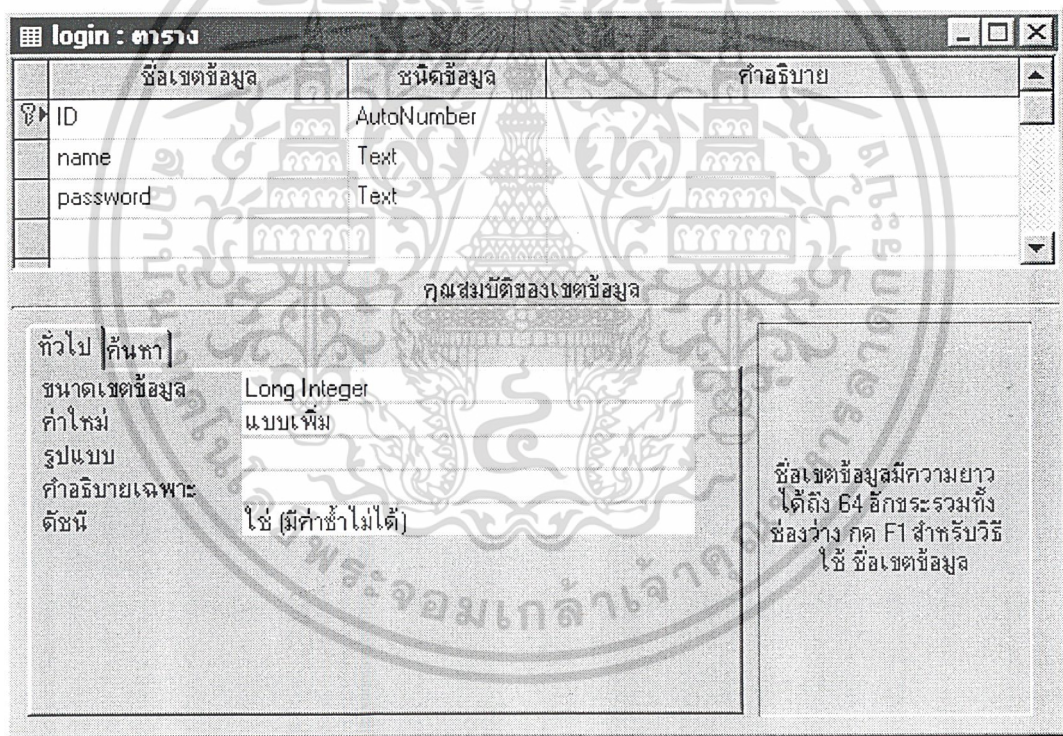 login : ตาราง
ชื่อเขตข้อมูล ชนิดข้อมูล คำอธิบาย
ID AutoNumber
name Text
password Text
คุณสมบัติของเขตข้อมูล
ทั่วไป ค้นหา
ขนาดเขตข้อมูล Long Integer
ค่าใหม่ แบบเพิ่ม
รูปแบบ
คำอธิบายเฉพาะ
ดัชนี ใช่ (มีค่าซ้ำไม่ได้)
ชื่อเขตข้อมูลมีความยาว
ได้ถึง 64 อักขระรวมทั้ง
ช่องว่าง กด F1 สำหรับวิธี
ใช้ ชื่อเขตข้อมูล